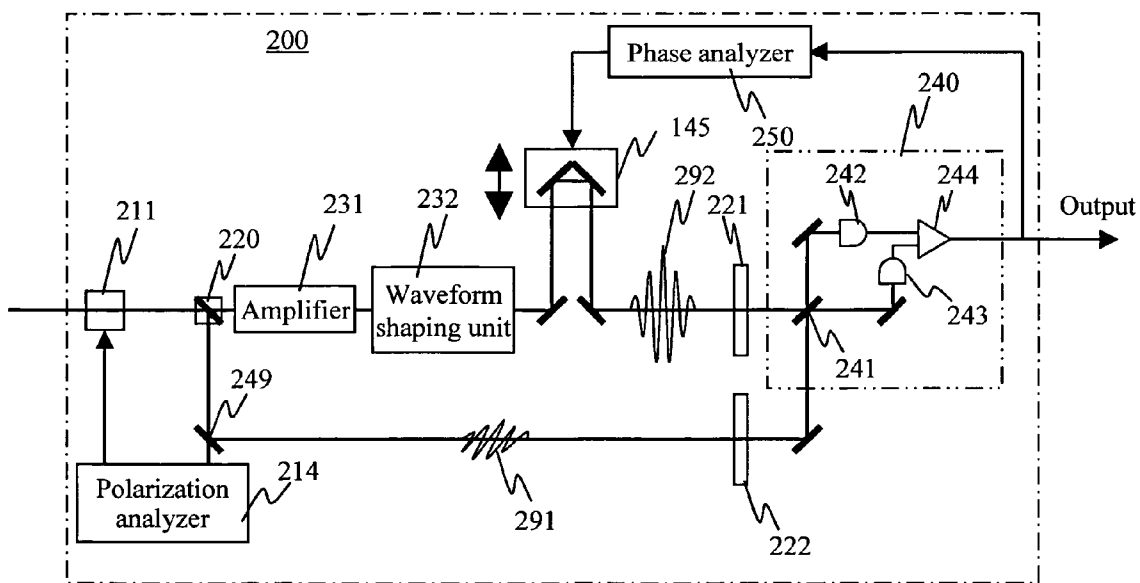 200
Phase analyzer
240
145
250
292
242
244
211
231
232
221
Output
220
Amplifier
Waveform
shaping unit
243
241
249
Polarization
analyzer
214
291
222